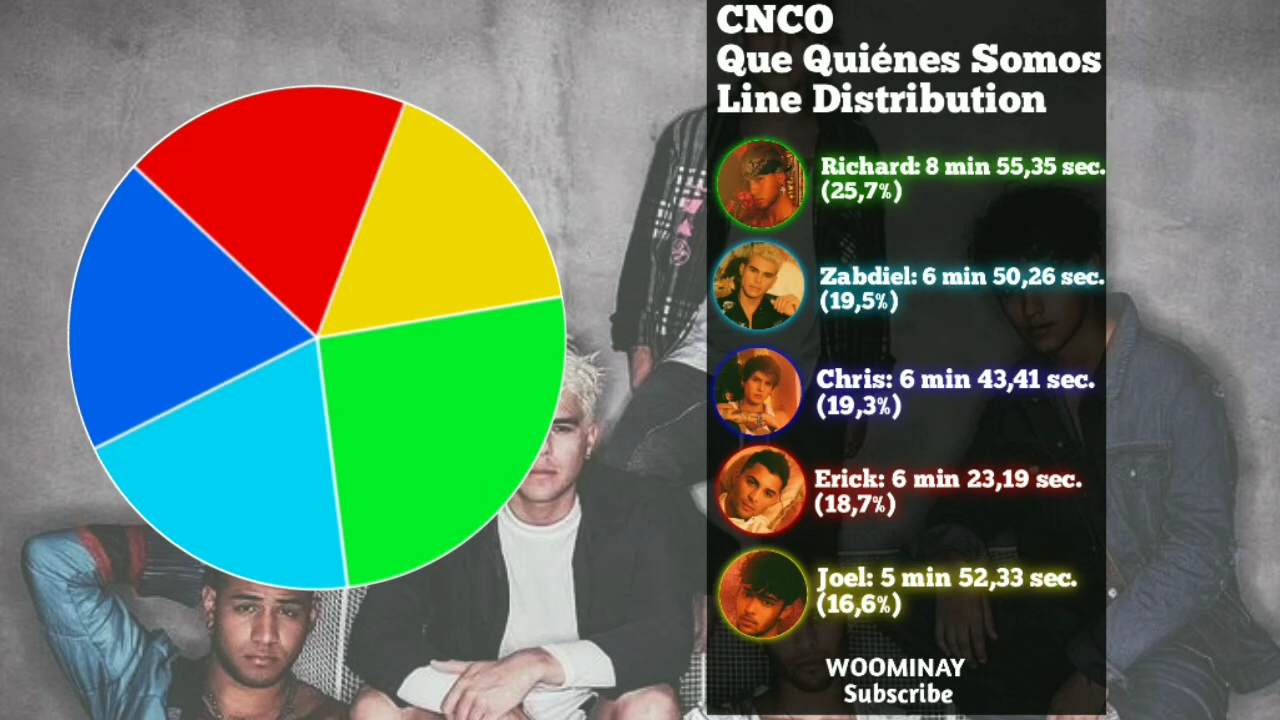 CNCO
Que Quiénes Somos
Line Distribution
Richard: 8 min 55,35 sec.
(25,7%)
Zabdiel: 6 min 50,26 sec.
(19,5%)
Chris: 6 min 43,41 sec.
(19,3%)
Erick: 6 min 23,19 sec.
(18,7%)
Joel: 5 min 52,33 sec.
(16,6%)
WOOMINAY
Subscribe